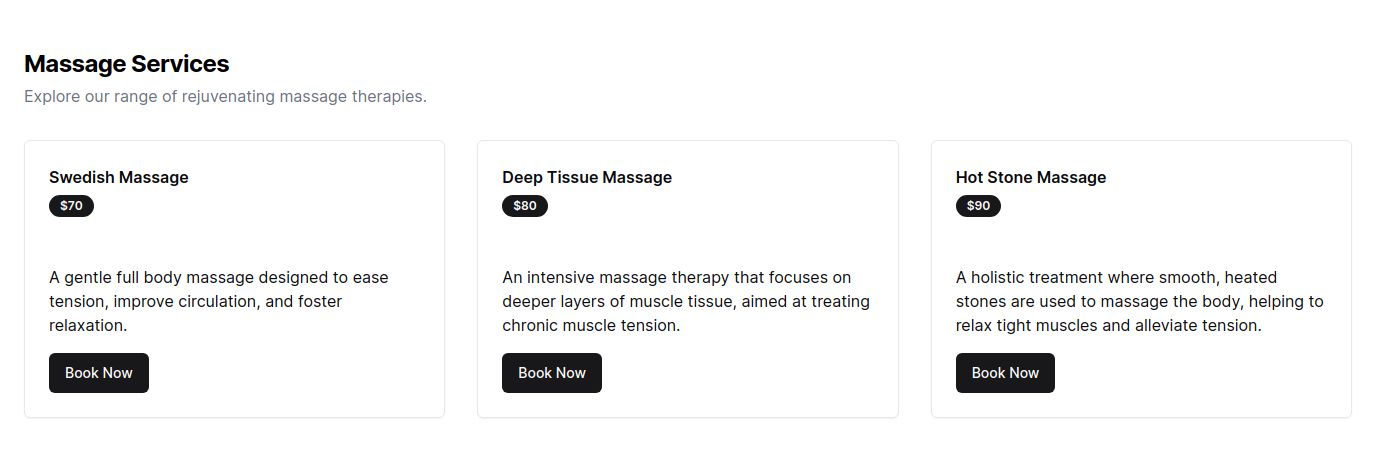 Massage Services
Explore our range of rejuvenating massage therapies.
Swedish Massage
$70
A gentle full body massage designed to ease
tension, improve circulation, and foster
relaxation.
Book Now
Deep Tissue Massage
$80
An intensive massage therapy that focuses on
deeper layers of muscle tissue, aimed at treating
chronic muscle tension.
Book Now
Hot Stone Massage
$90
A holistic treatment where smooth, heated
stones are used to massage the body, helping to
relax tight muscles and alleviate tension.
Book Now